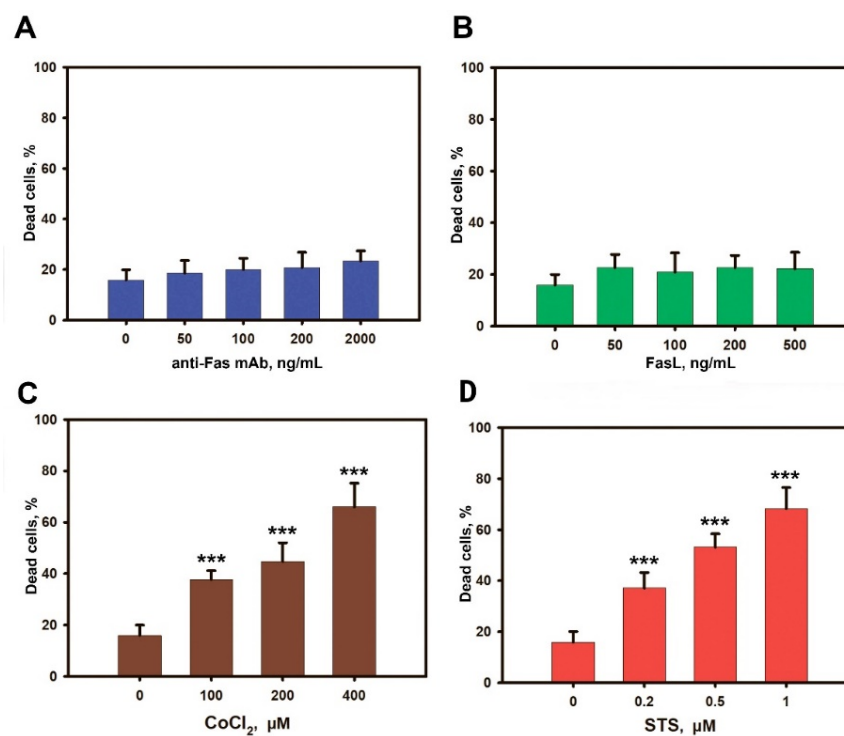 A
Dead cells, %
100
80
60
40
20
0
0 50 100 200 2000
anti-Fas mAb, ng/mL
B
Dead cells, %
100
80
60
40
20
0
0 50 100 200 500
FasL, ng/mL
C
Dead cells, %
100
80
60
40
20
0
***
***
***
0 100 200 400
CoCl₂, µM
D
Dead cells, %
100
80
60
40
20
0
***
***
***
0 0.2 0.5 1
STS, µM